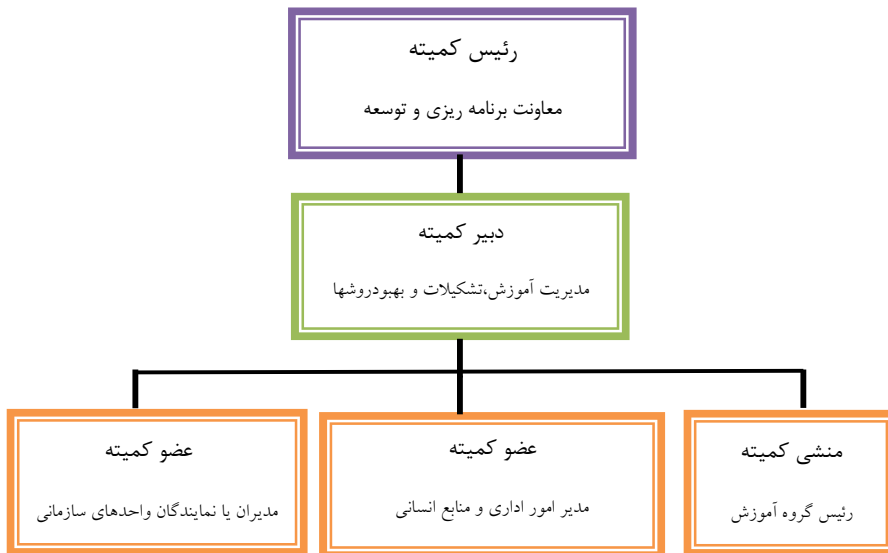 رئیس کمیته
معاونت برنامه ریزی و توسعه
دبیر کمیته
مدیریت آموزش،تشکیلات و بهبودروشها
منشی کمیته
رئیس گروه آموزش
عضو کمیته
مدیر امور اداری و منابع انسانی
عضو کمیته
مدیران یا نمایندگان واحدهای سازمانی